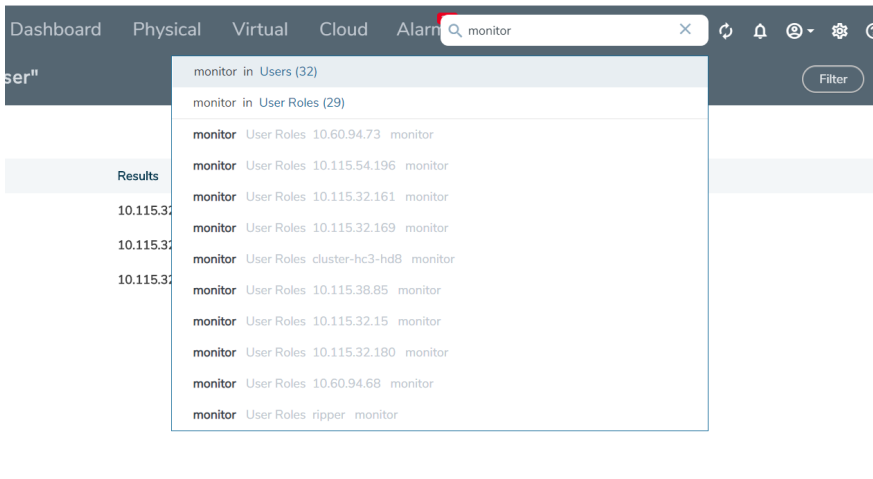 Dashboard Physical Virtual Cloud Alarm monitor
ser" Filter
monitor in Users (32)
monitor in User Roles (29)
monitor User Roles 10.60.94.73 monitor
monitor User Roles 10.115.54.196 monitor
Results
monitor User Roles 10.115.32.161 monitor
10.115.32
monitor User Roles 10.115.32.169 monitor
10.115.32
monitor User Roles cluster-hc3-hd8 monitor
10.115.32
monitor User Roles 10.115.38.85 monitor
monitor User Roles 10.115.32.15 monitor
monitor User Roles 10.115.32.180 monitor
monitor User Roles 10.60.94.68 monitor
monitor User Roles ripper monitor